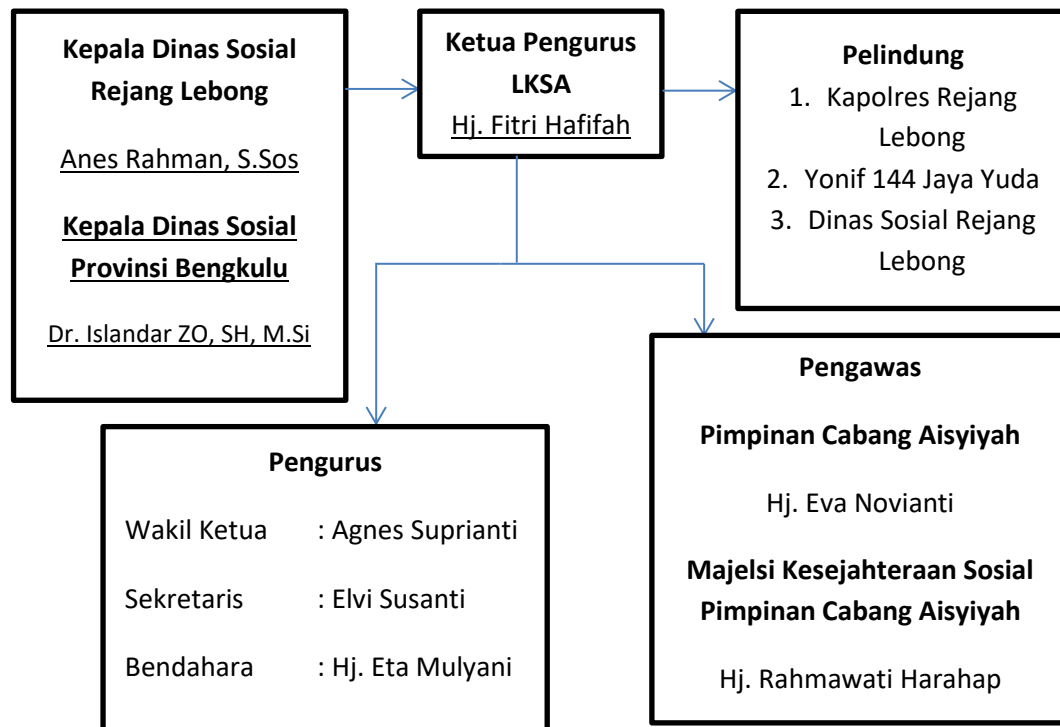 Kepala Dinas Sosial
Rejang Lebong
Anes Rahman, S.Sos
Kepala Dinas Sosial
Provinsi Bengkulu
Dr. Islandar ZO, SH, M.Si
Ketua Pengurus
LKSA
Hj. Fitri Hafifah
Pelindung
1. Kapolres Rejang
Lebong
2. Yonif 144 Jaya Yuda
3. Dinas Sosial Rejang
Lebong
Pengurus
Wakil Ketua : Agnes Suprianti
Sekretaris : Elvi Susanti
Bendahara : Hj. Eta Mulyani
Pengawas
Pimpinan Cabang Aisyiyah
Hj. Eva Novianti
Majelsi Kesejahteraan Sosial
Pimpinan Cabang Aisyiyah
Hj. Rahmawati Harahap